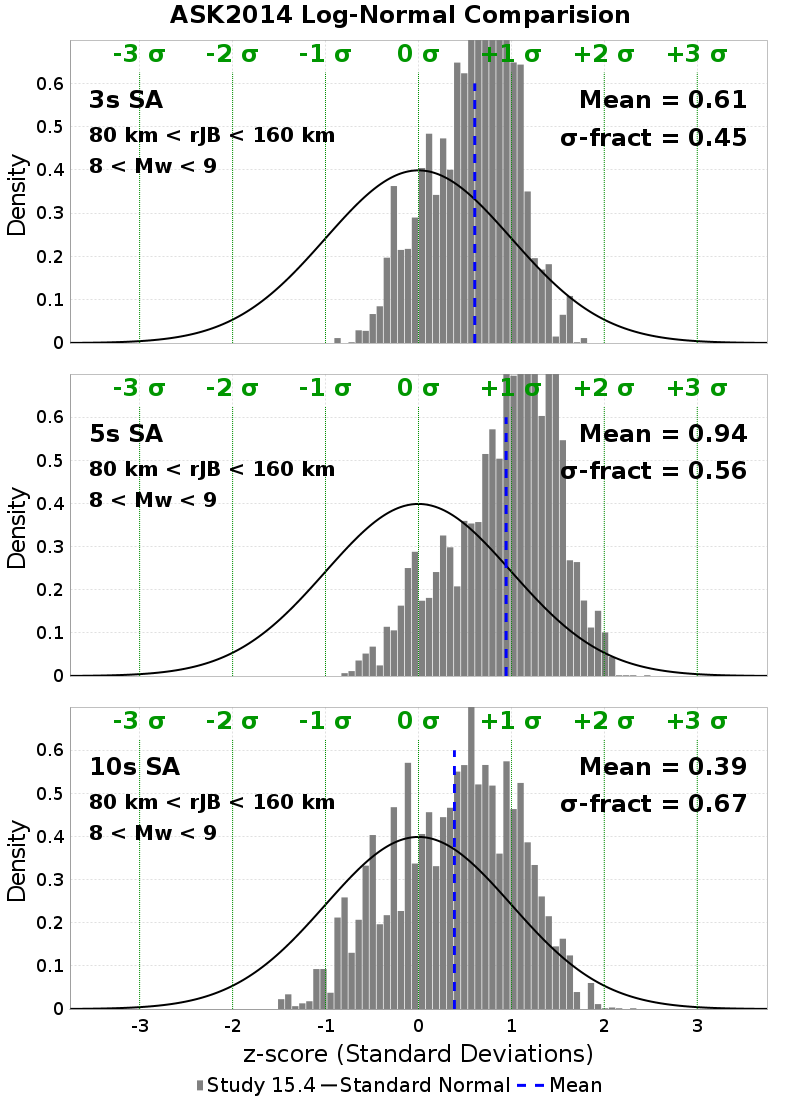 ASK2014 Log-Normal Comparision
-3 σ -2 σ -1 σ 0 σ +1 σ +2 σ +3 σ
3s SA
80 km < rJB < 160 km
8 < Mw < 9
Mean = 0.61
σ-fract = 0.45
Density
0.6
0.5
0.4
0.3
0.2
0.1
0
-3 σ -2 σ -1 σ 0 σ +1 σ +2 σ +3 σ
5s SA
80 km < rJB < 160 km
8 < Mw < 9
Mean = 0.94
σ-fract = 0.56
Density
0.6
0.5
0.4
0.3
0.2
0.1
0
-3 σ -2 σ -1 σ 0 σ +1 σ +2 σ +3 σ
10s SA
80 km < rJB < 160 km
8 < Mw < 9
Mean = 0.39
σ-fract = 0.67
Density
0.6
0.5
0.4
0.3
0.2
0.1
0
-3 -2 -1 0 1 2 3
z-score (Standard Deviations)
Study 15.4 Standard Normal Mean